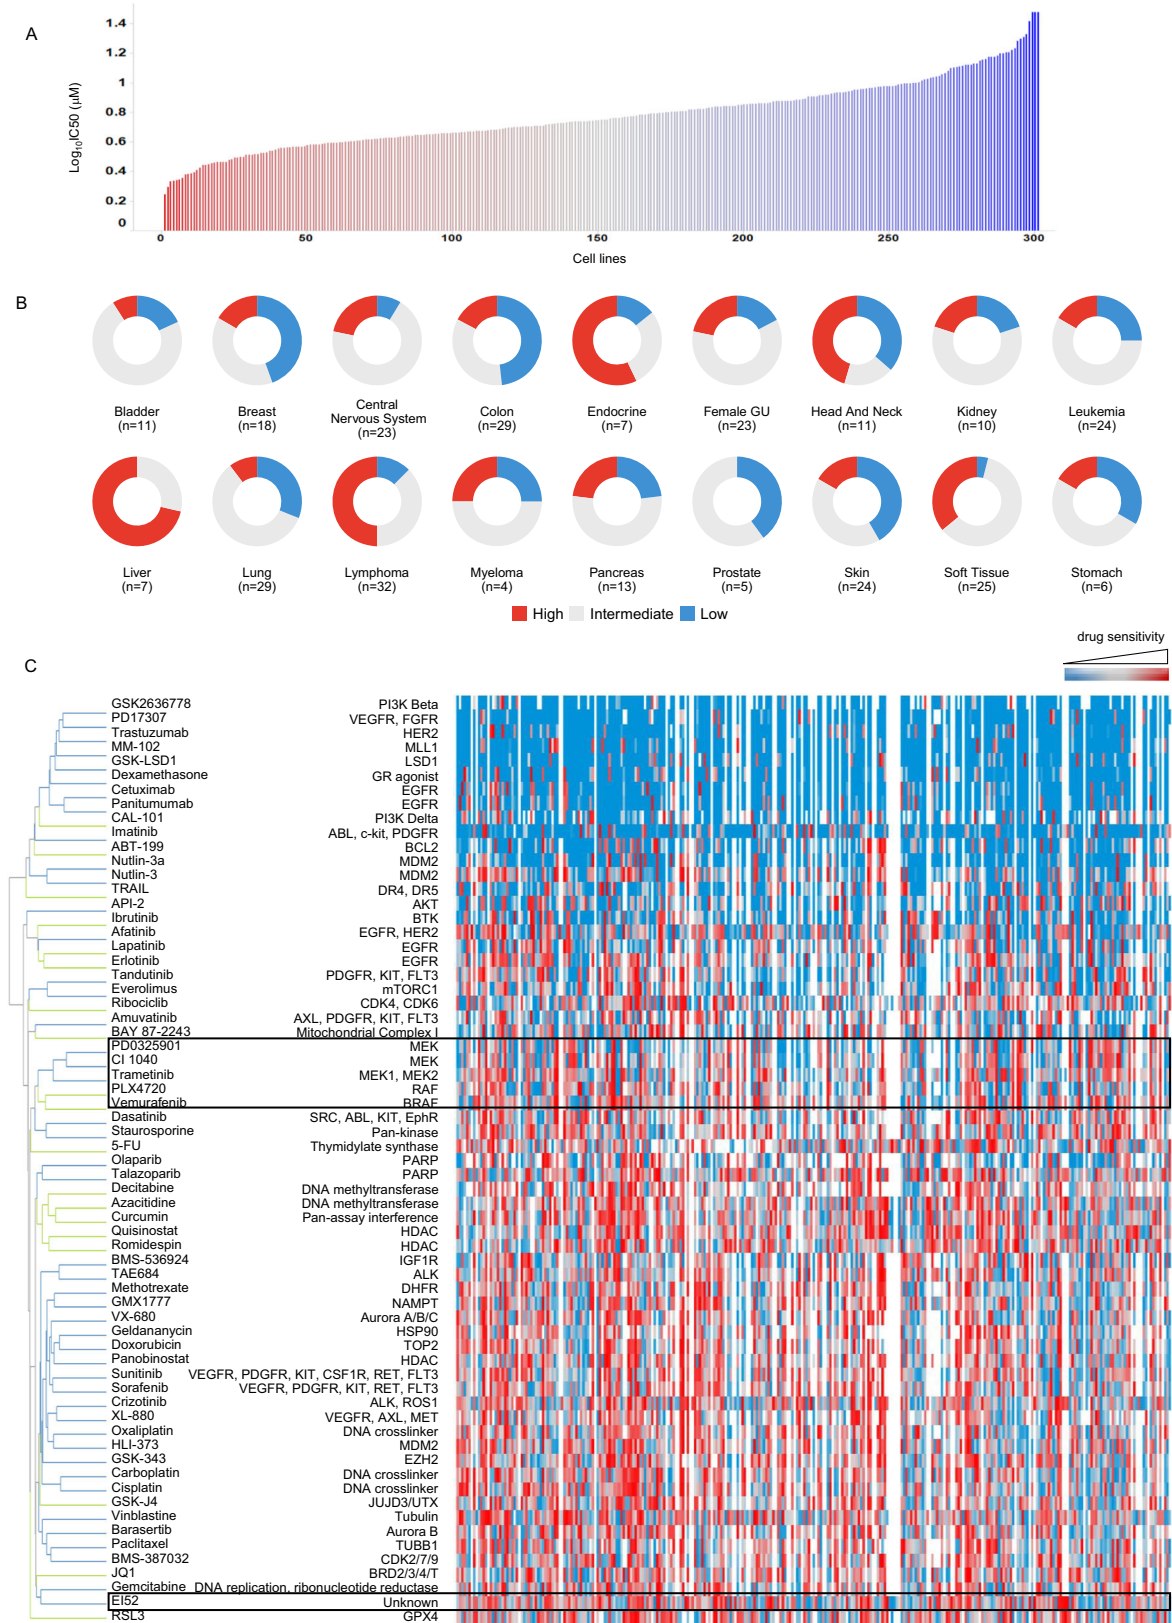 A
Log10IC50 (µM)
1.4
1.2
1
0.8
0.6
0.4
0.2
0
0 50 100 150 200 250 300
Cell lines
B
Bladder (n=11)
Breast (n=18)
Central Nervous System (n=23)
Colon (n=29)
Endocrine (n=7)
Female GU (n=23)
Head And Neck (n=11)
Kidney (n=10)
Leukemia (n=24)
Liver (n=7)
Lung (n=29)
Lymphoma (n=32)
Myeloma (n=4)
Pancreas (n=13)
Prostate (n=5)
Skin (n=24)
Soft Tissue (n=25)
Stomach (n=6)
High Intermediate Low
drug sensitivity
C
GSK2636778 PI3K Beta
PD17307 VEGFR, FGFR
Trastuzumab HER2
MM-102 MLL1
GSK-LSD1 LSD1
Dexamethasone GR agonist
Cetuximab EGFR
Panitumumab EGFR
CAL-101 PI3K Delta
Imatinib ABL, c-kit, PDGFR
ABT-199 BCL2
Nutlin-3a MDM2
Nutlin-3 MDM2
TRAIL DR4, DR5
API-2 AKT
Ibrutinib BTK
Afatinib EGFR, HER2
Lapatinib EGFR
Erlotinib EGFR
Tandutinib PDGFR, KIT, FLT3
Everolimus mTORC1
Ribociclib CDK4, CDK6
Amuvatinib AXL, PDGFR, KIT, FLT3
BAY 87-2243 Mitochondrial Complex I
PD0325901 MEK
CI 1040 MEK
Trametinib MEK1, MEK2
PLX4720 RAF
Vemurafenib BRAF
Dasatinib SRC, ABL, KIT, EphR
Staurosporine Pan-kinase
5-FU Thymidylate synthase
Olaparib PARP
Talazoparib PARP
Decitabine DNA methyltransferase
Azacitidine DNA methyltransferase
Curcumin Pan-assay interference
Quisinostat HDAC
Romidespin HDAC
BMS-536924 IGF1R
TAE684 ALK
Methotrexate DHFR
GMX1777 NAMPT
VX-680 Aurora A/B/C
Geldananycin HSP90
Doxorubicin TOP2
Panobinostat HDAC
Sunitinib VEGFR, PDGFR, KIT, CSF1R, RET, FLT3
Sorafenib VEGFR, PDGFR, KIT, RET, FLT3
Crizotinib ALK, ROS1
XL-880 VEGFR, AXL, MET
Oxaliplatin DNA crosslinker
HLI-373 MDM2
GSK-343 EZH2
Carboplatin DNA crosslinker
Cisplatin DNA crosslinker
GSK-J4 JUJD3/UTX
Vinblastine Tubulin
Barasertib Aurora B
Paclitaxel TUBB1
BMS-387032 CDK2/7/9
JQ1 BRD2/3/4/T
Gemcitabine DNA replication, ribonucleotide reductase
EI52 Unknown
RSL3 GPX4